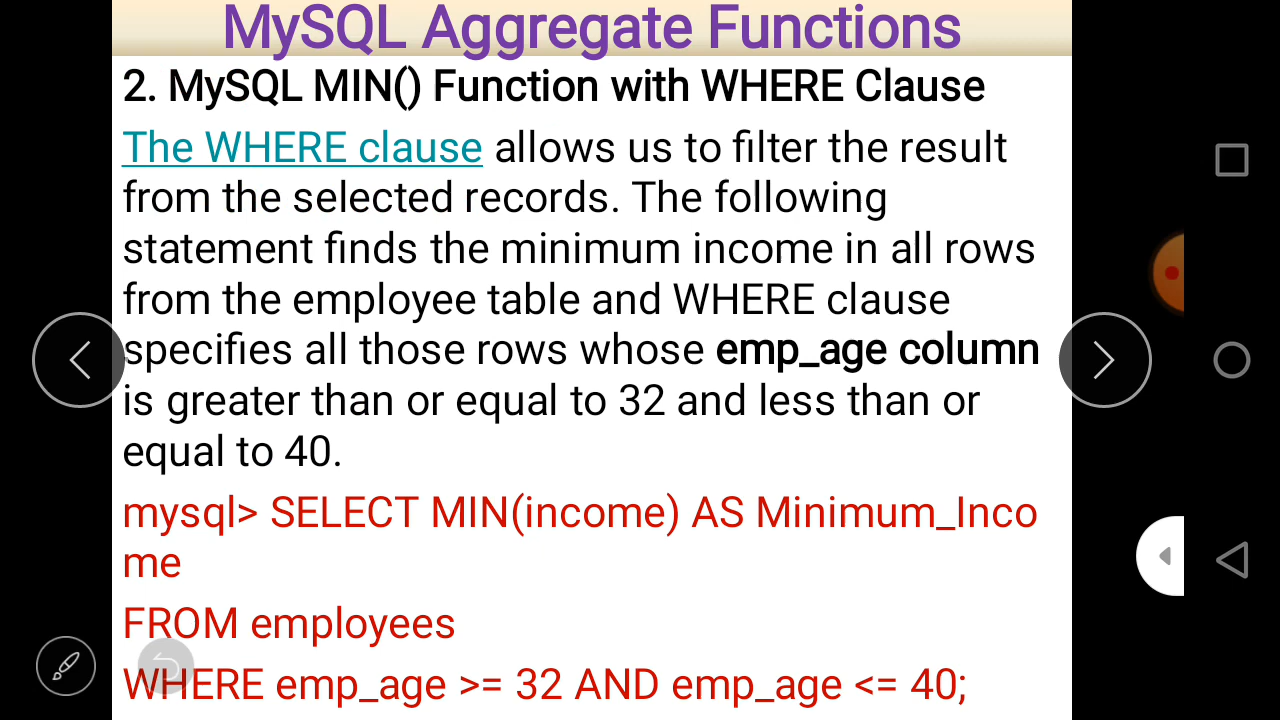 MySQL Aggregate Functions
2. MySQL MIN() Function with WHERE Clause
The WHERE clause allows us to filter the result
from the selected records. The following
statement finds the minimum income in all rows
from the employee table and WHERE clause
specifies all those rows whose emp_age column
is greater than or equal to 32 and less than or
equal to 40.
mysql> SELECT MIN(income) AS Minimum_Inco
me
FROM employees
WHERE emp_age >= 32 AND emp_age <= 40;